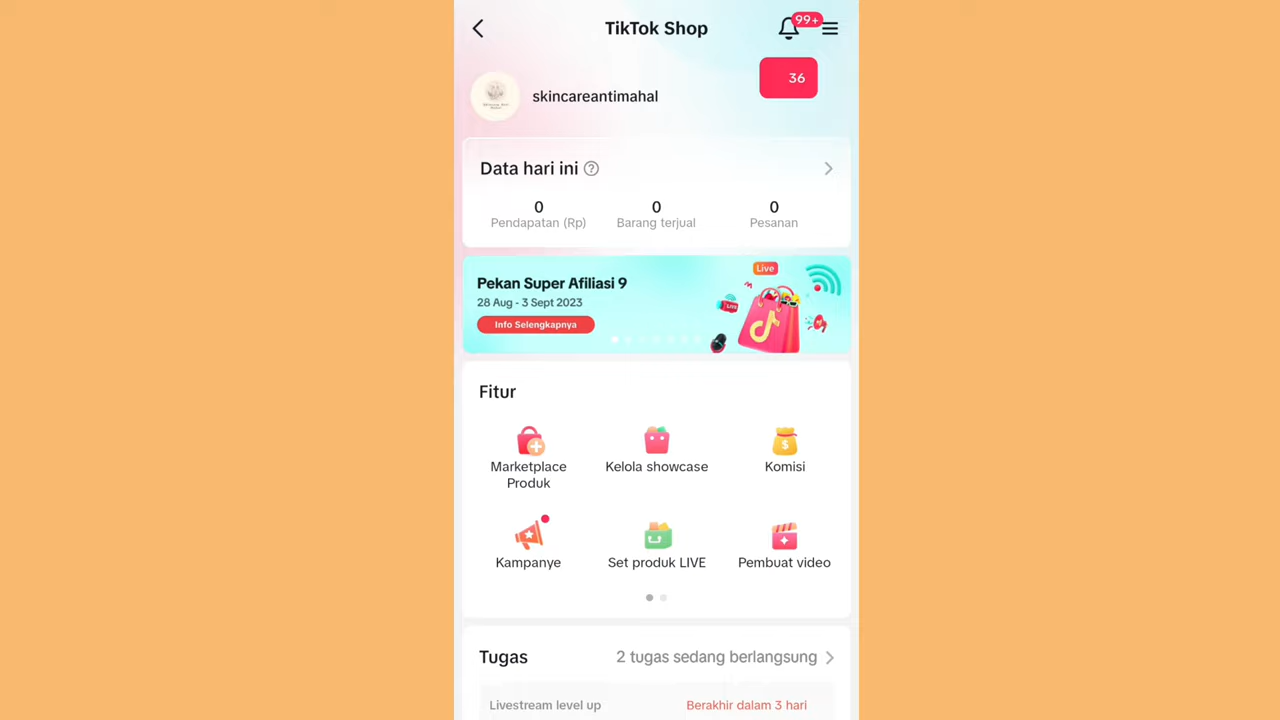 TikTok Shop
99+
36
skincareantimahal
Data hari ini ?
0 0 0
Pendapatan (Rp) Barang terjual Pesanan
Live
Pekan Super Afiliasi 9
28 Aug - 3 Sept 2023
Info Selengkapnya
Fitur
Marketplace Produk
Kelola showcase
Komisi
Kampanye
Set produk LIVE
Pembuat video
Tugas
2 tugas sedang berlangsung
Livestream level up
Berakhir dalam 3 hari